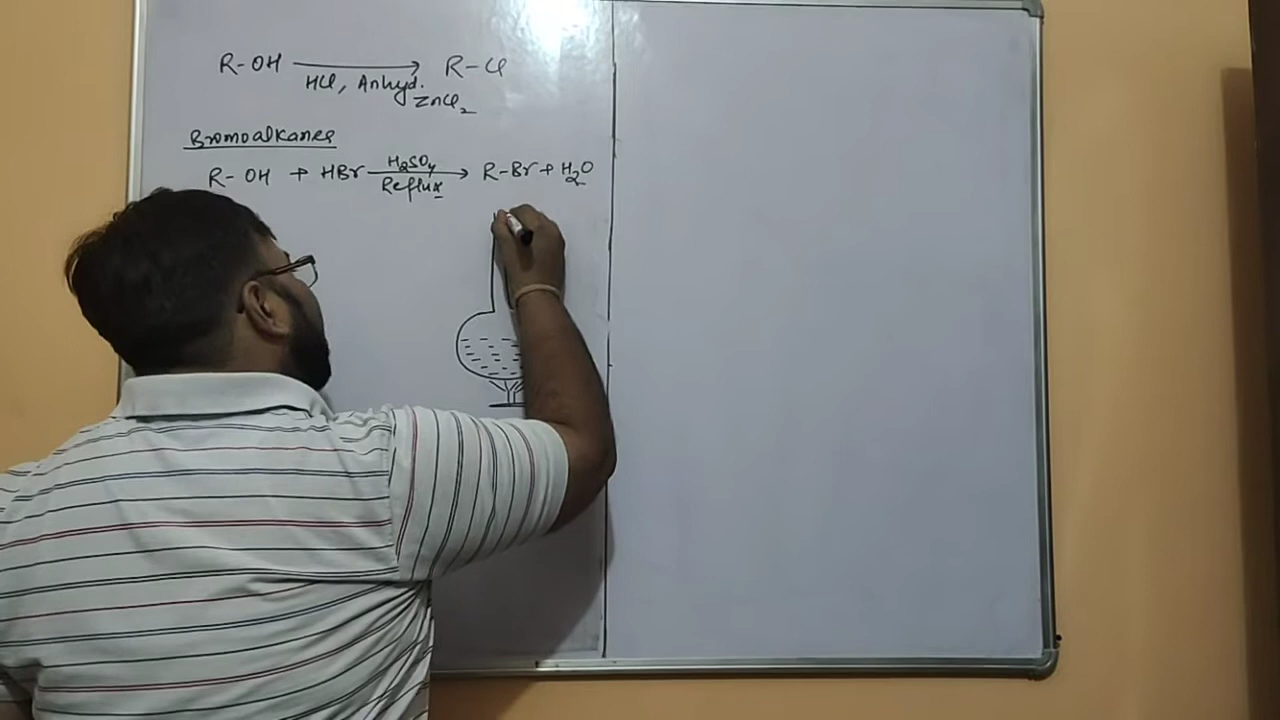 R-OH ⟶ R-Cl
HCl, Anhyd.
ZnCl₂
Bromoalkanes
R-OH + HBr ⟶ R-Br + H₂O
H₂SO₄
Reflux